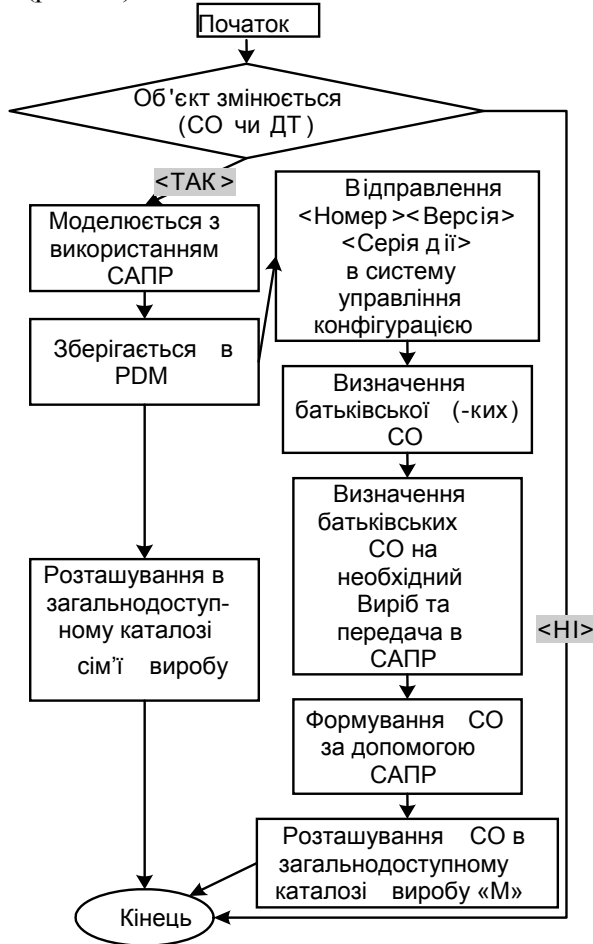 Початок
Об'єкт змінюється
(СО чи ДТ)
<ТАК>
Моделюється з
використанням
САПР
Зберігається в
PDM
Розташування в
загальнодоступ-
ному каталозі
сім’ї виробу
Відправлення
<Номер><Версія>
<Серія дії>
в систему
управління
конфігурацією
Визначення
батьківської (-ких)
СО
Визначення
батьківських
СО на
необхідний
Виріб та
передача в
САПР
<НІ>
Формування СО
за допомогою
САПР
Розташування СО в
загальнодоступному
каталозі виробу «М»
Кінець